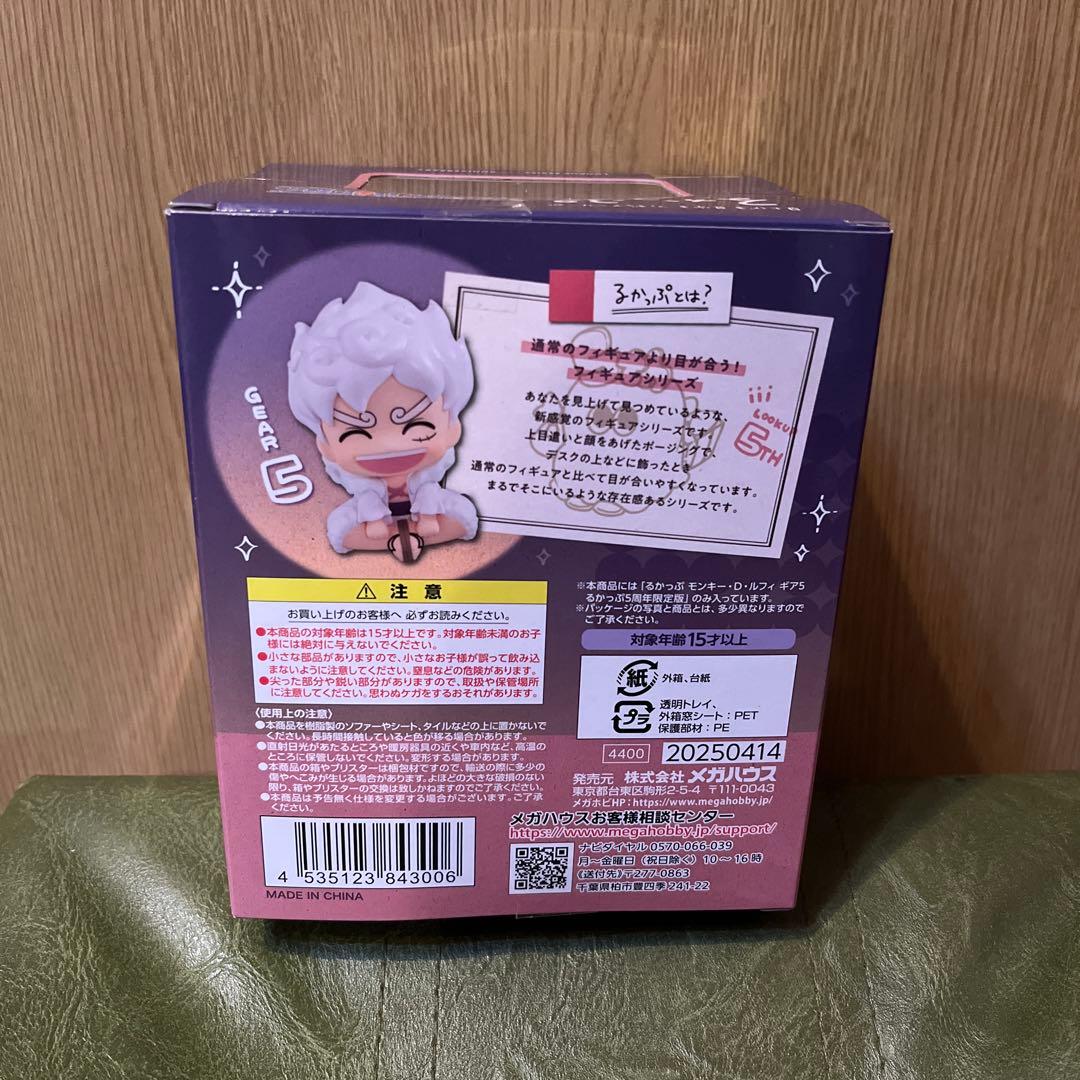 るかっぷとは?
通常のフィギュアより目が合う!
フィギュアシリーズ
あなたを見上げて見つめているような、
新感覚のフィギュアシリーズです。
上目遣いと顔をあげたポージングで、
デスクの上などに飾ったとき
通常のフィギュアと比べて目が合いやすくなっています。
まるでそこにいるような存在感あるシリーズです。
LOOKUP
5TH
GEAR
5
⚠ 注意
お買い上げのお客様へ 必ずお読みください。
●本商品の対象年齢は15才以上です。対象年齢未満のお子
様には絶対に与えないでください。
●小さな部品がありますので、小さなお子様が誤って飲み込
まないように注意してください。窒息などの危険があります。
●尖った部分や鋭い部分がありますので、取扱や保管場所
に注意してください。思わぬケガをするおそれがあります。
〈使用上の注意〉
●本商品を樹脂製のソファーやシート、タイルなどの上に置かないで
ください。長時間接触していると色が移る場合があります。
●直射日光があたるところや暖房器具の近くや車内など、高温の
ところに保管しないでください。変形する場合があります。
●本商品の箱やブリスターは梱包材ですので、輸送の際に多少の
傷やへこみが生じる場合があります。よほどの大きな破損のない
限り、箱やブリスターの交換は致しかねますのでご了承ください。
●本商品は予告無く仕様を変更する場合がございます。ご了
承ください。
4 535123 843006
MADE IN CHINA
※本商品には「るかっぷ モンキー・D・ルフィ ギア5
るかっぷ5周年限定版」のみ入っています。
※パッケージの写真と商品とは、多少異なりますので
ご了承ください。
対象年齢15才以上
紙 外箱、台紙
プラ 透明トレイ、
外箱窓シート:PET
保護部材:PE
4400 20250414
発売元 株式会社メガハウス
東京都台東区駒形2-5-4 〒111-0043
メガホビHP:https://www.megahobby.jp/
メガハウスお客様相談センター
https://www.megahobby.jp/support/
ナビダイヤル 0570-066-039
月〜金曜日(祝日除く)10〜16時
〈送付先〉〒277-0863
千葉県柏市豊四季241-22